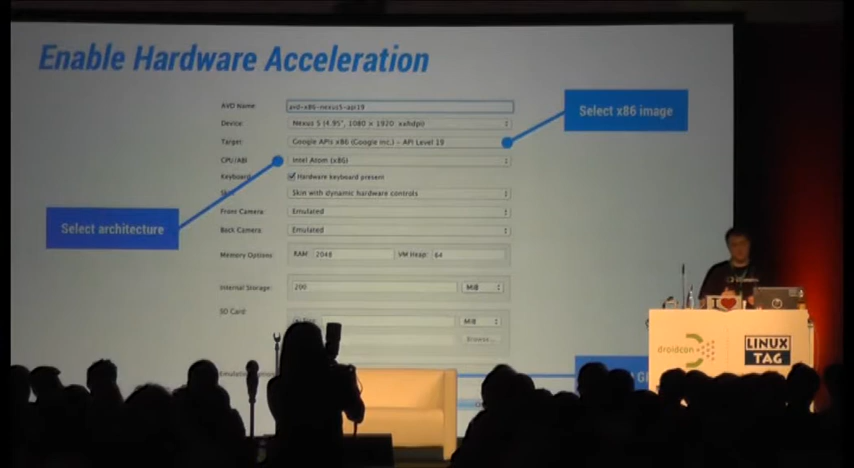 Enable Hardware Acceleration
AVD Name: avd-x86-nexus5-api19
Device: Nexus 5 (4.95", 1080 × 1920: xxhdpi)
Target: Google APIs x86 (Google Inc.) - API Level 19
CPU/ABI: Intel Atom (x86)
Keyboard: Hardware keyboard present
Skin with dynamic hardware controls
Front Camera: Emulated
Back Camera: Emulated
Memory Options: RAM: 2048 VM Heap: 64
Internal Storage: 200 MiB
SD Card:
MiB
Browse...
Select x86 image
Select architecture
I
droidcon
LINUX
TAG